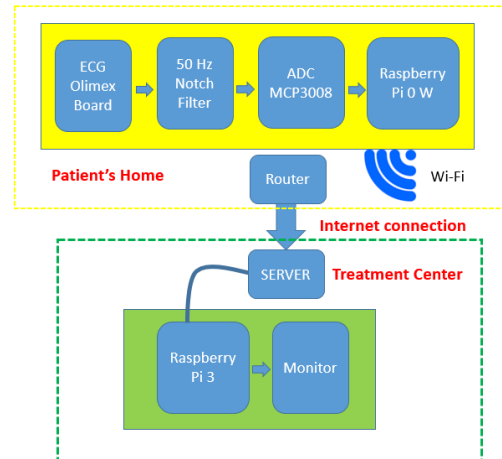 ECG
Olimex
Board
50 Hz
Notch
Filter
ADC
MCP3008
Raspberry
Pi 0 W
Patient's Home
Router
Wi-Fi
Internet connection
SERVER
Treatment Center
Raspberry
Pi 3
Monitor